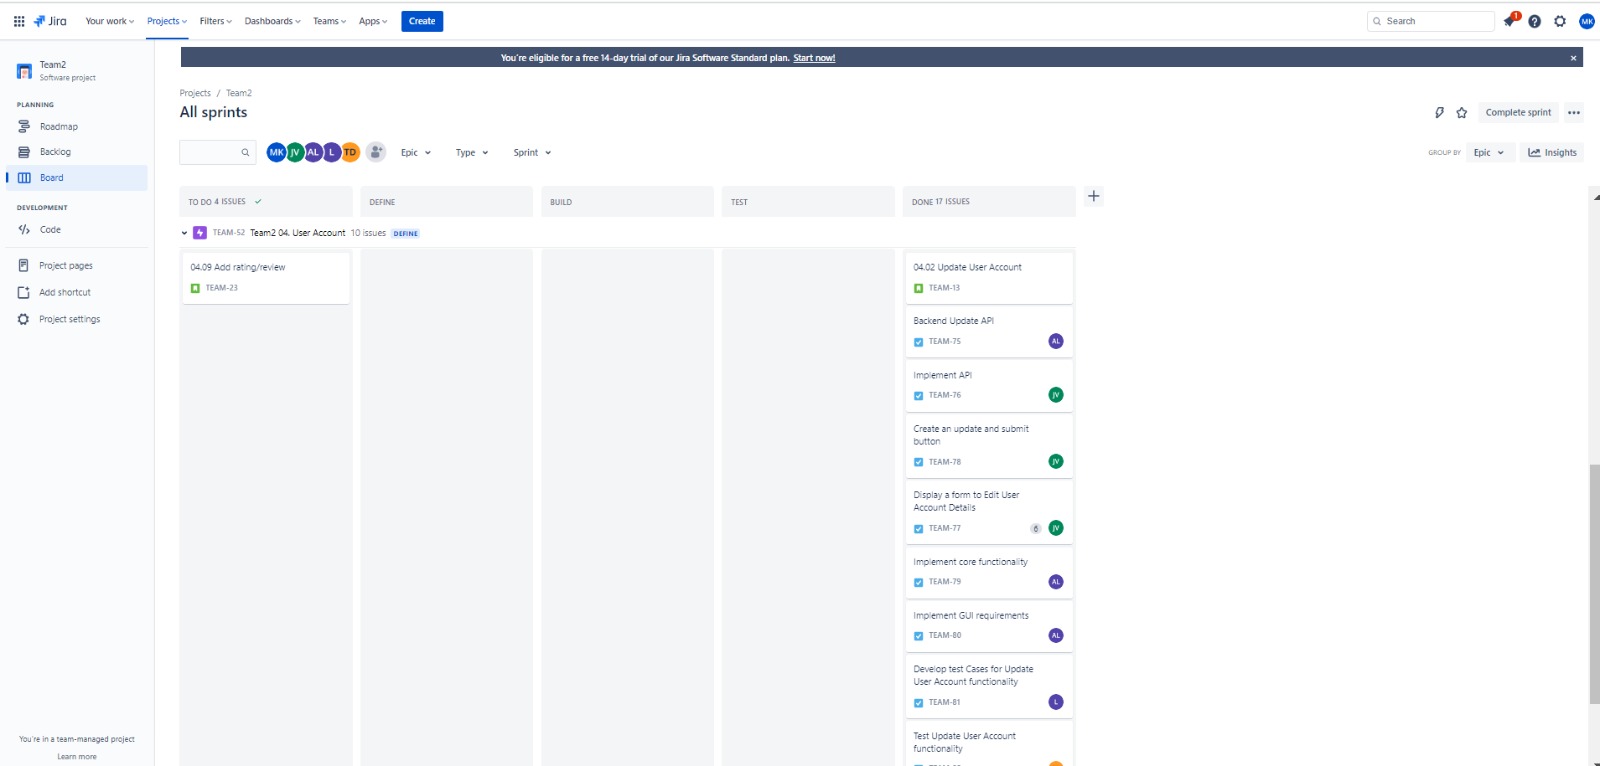 Jira Your work Projects Filters Dashboards Teams Apps Create Search 1 MK
Team2
Software project
You're eligible for a free 14-day trial of our Jira Software Standard plan. Start now!
PLANNING
Roadmap
Backlog
Board
DEVELOPMENT
Code
Project pages
Add shortcut
Project settings
You're in a team-managed project
Learn more
Projects / Team2
All sprints
Complete sprint
MK JV AL L TD Epic Type Sprint
GROUP BY Epic Insights
TO DO 4 ISSUES DEFINE BUILD TEST DONE 17 ISSUES
TEAM-52 Team2 04. User Account 10 issues DEFINE
04.09 Add rating/review
TEAM-23
04.02 Update User Account
TEAM-13
Backend Update API
TEAM-75 AL
Implement API
TEAM-76 JV
Create an update and submit
button
TEAM-78 JV
Display a form to Edit User
Account Details
TEAM-77 6 JV
Implement core functionality
TEAM-79 AL
Implement GUI requirements
TEAM-80 AL
Develop test Cases for Update
User Account functionality
TEAM-81 L
Test Update User Account
functionality